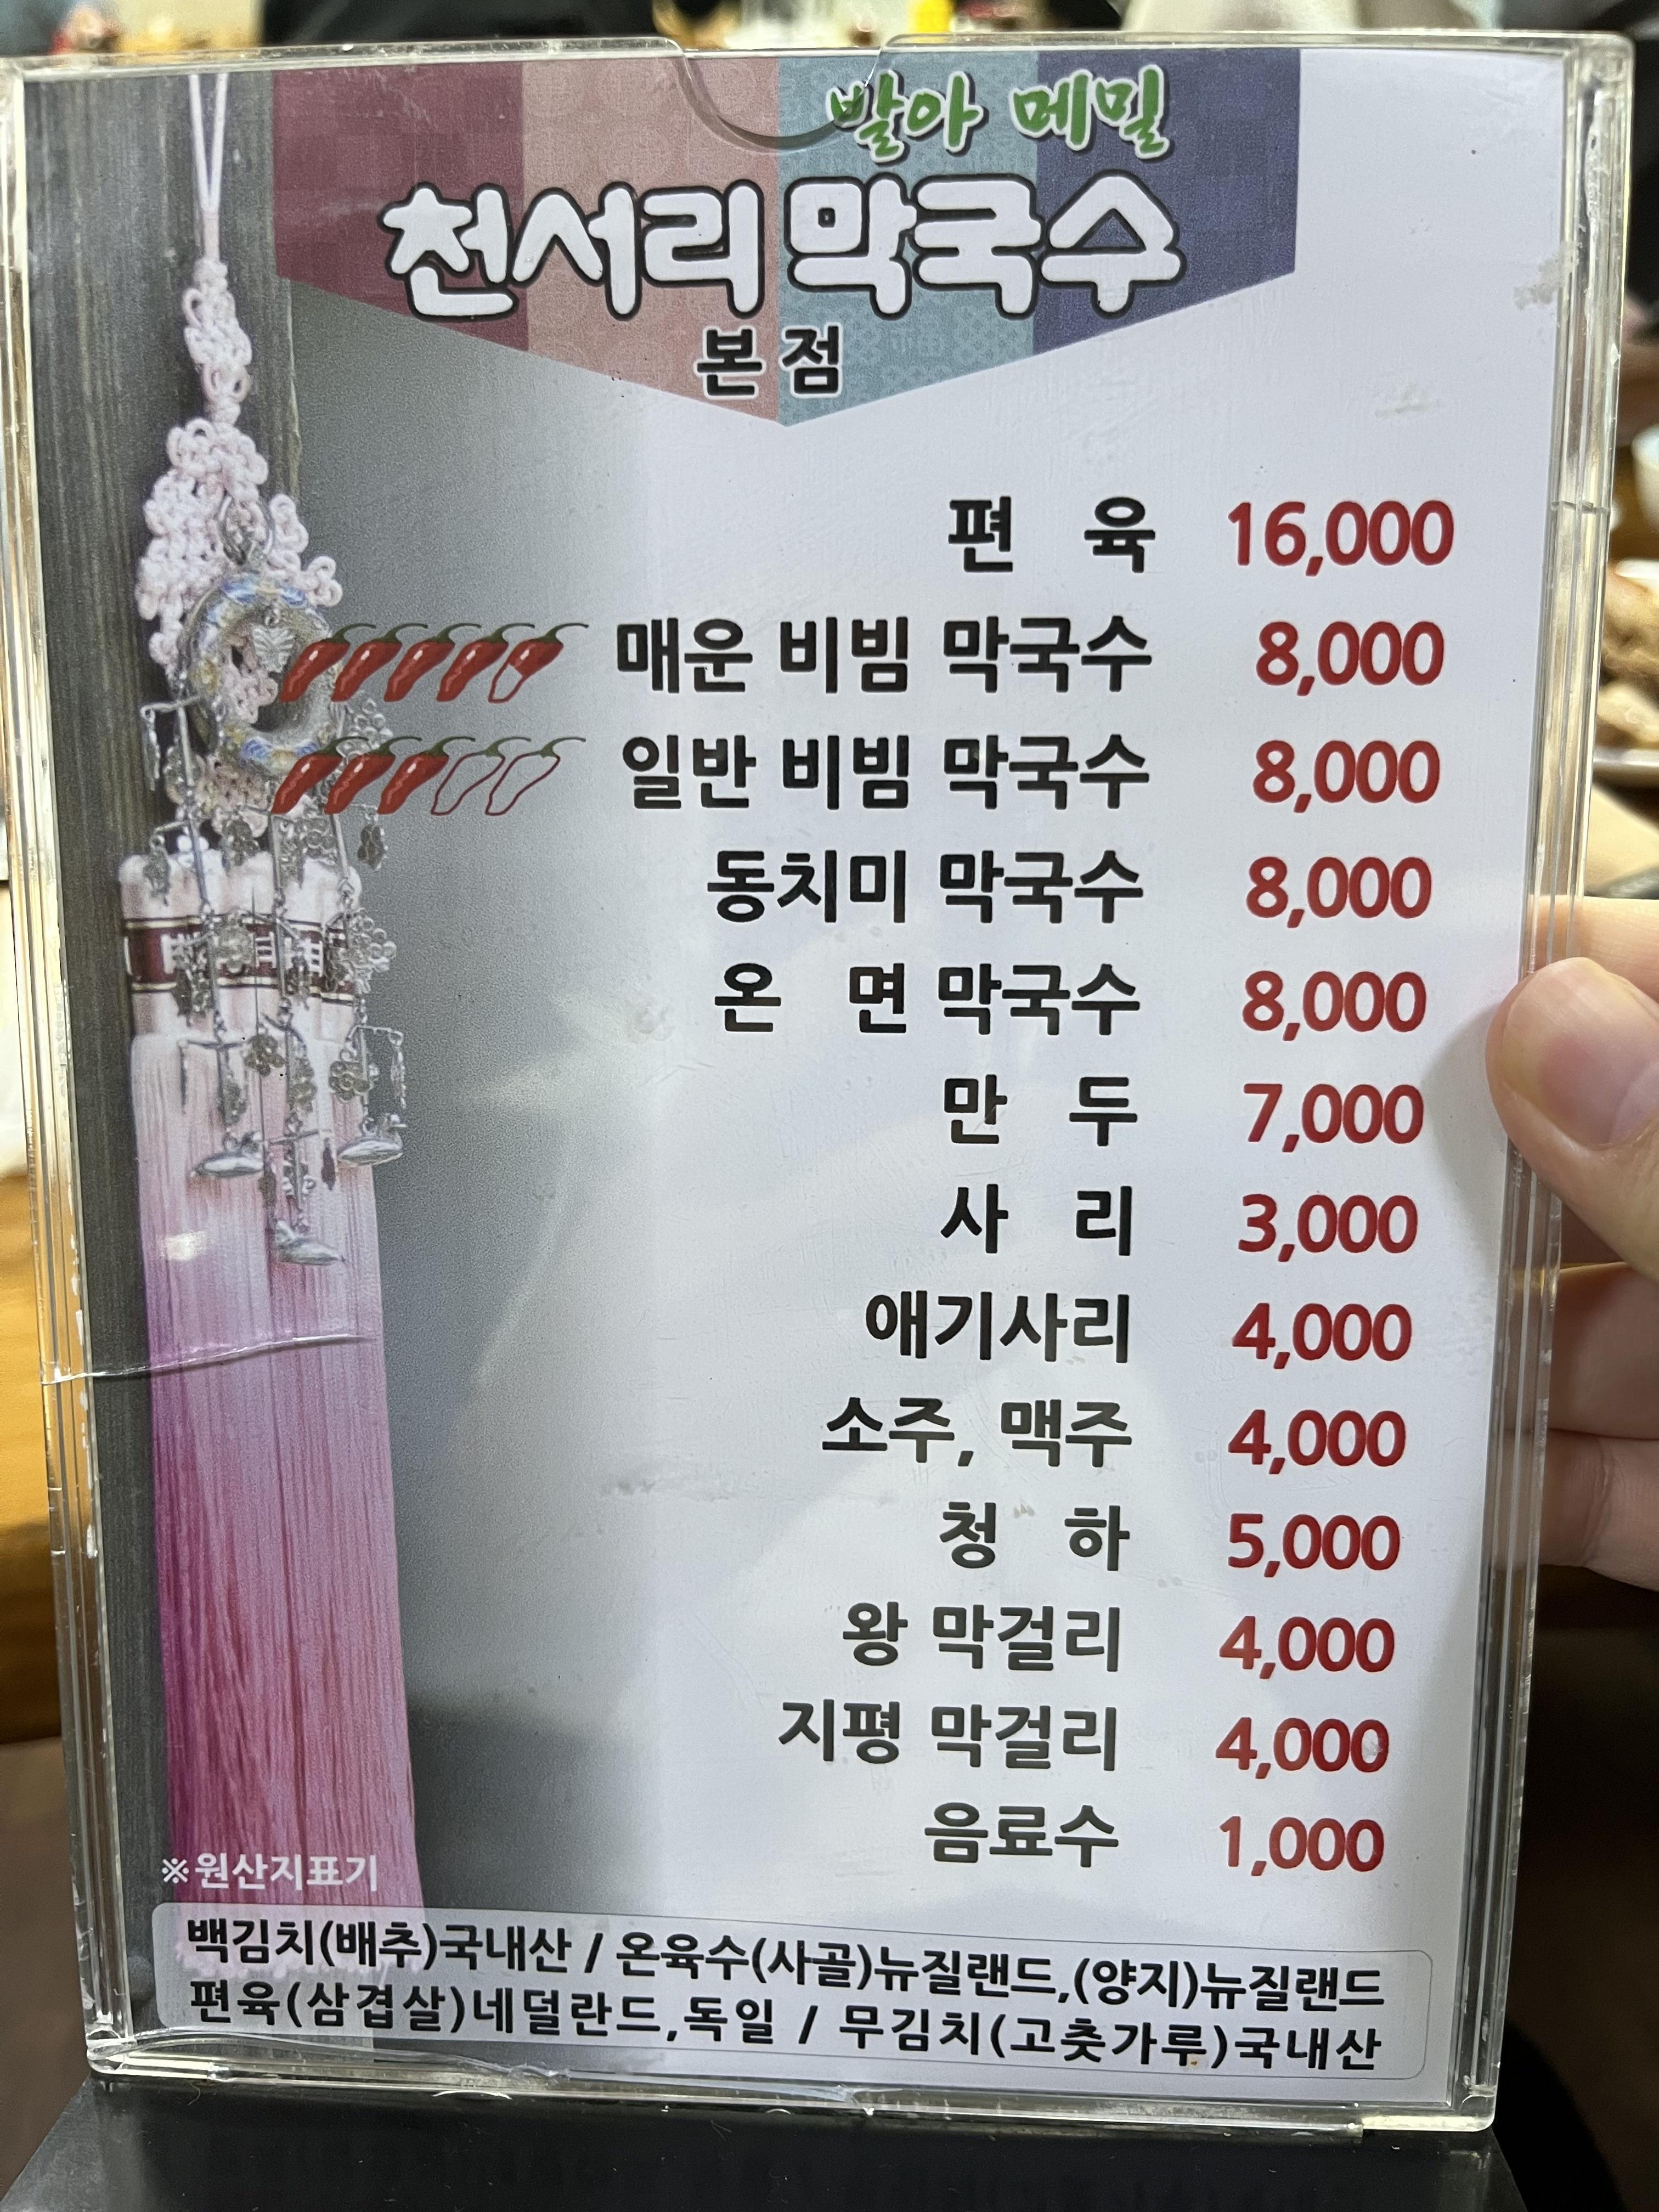 발아 메밀
천서리 막국수
본점
편 육 16,000
매운 비빔 막국수 8,000
일반 비빔 막국수 8,000
동치미 막국수 8,000
온 면 막국수 8,000
만 두 7,000
사 리 3,000
애기사리 4,000
소주, 맥주 4,000
청 하 5,000
왕 막걸리 4,000
지평 막걸리 4,000
음료수 1,000
※원산지표기
백김치(배추)국내산 / 온육수(사골)뉴질랜드,(양지)뉴질랜드
편육(삼겹살)네덜란드,독일 / 무김치(고춧가루)국내산